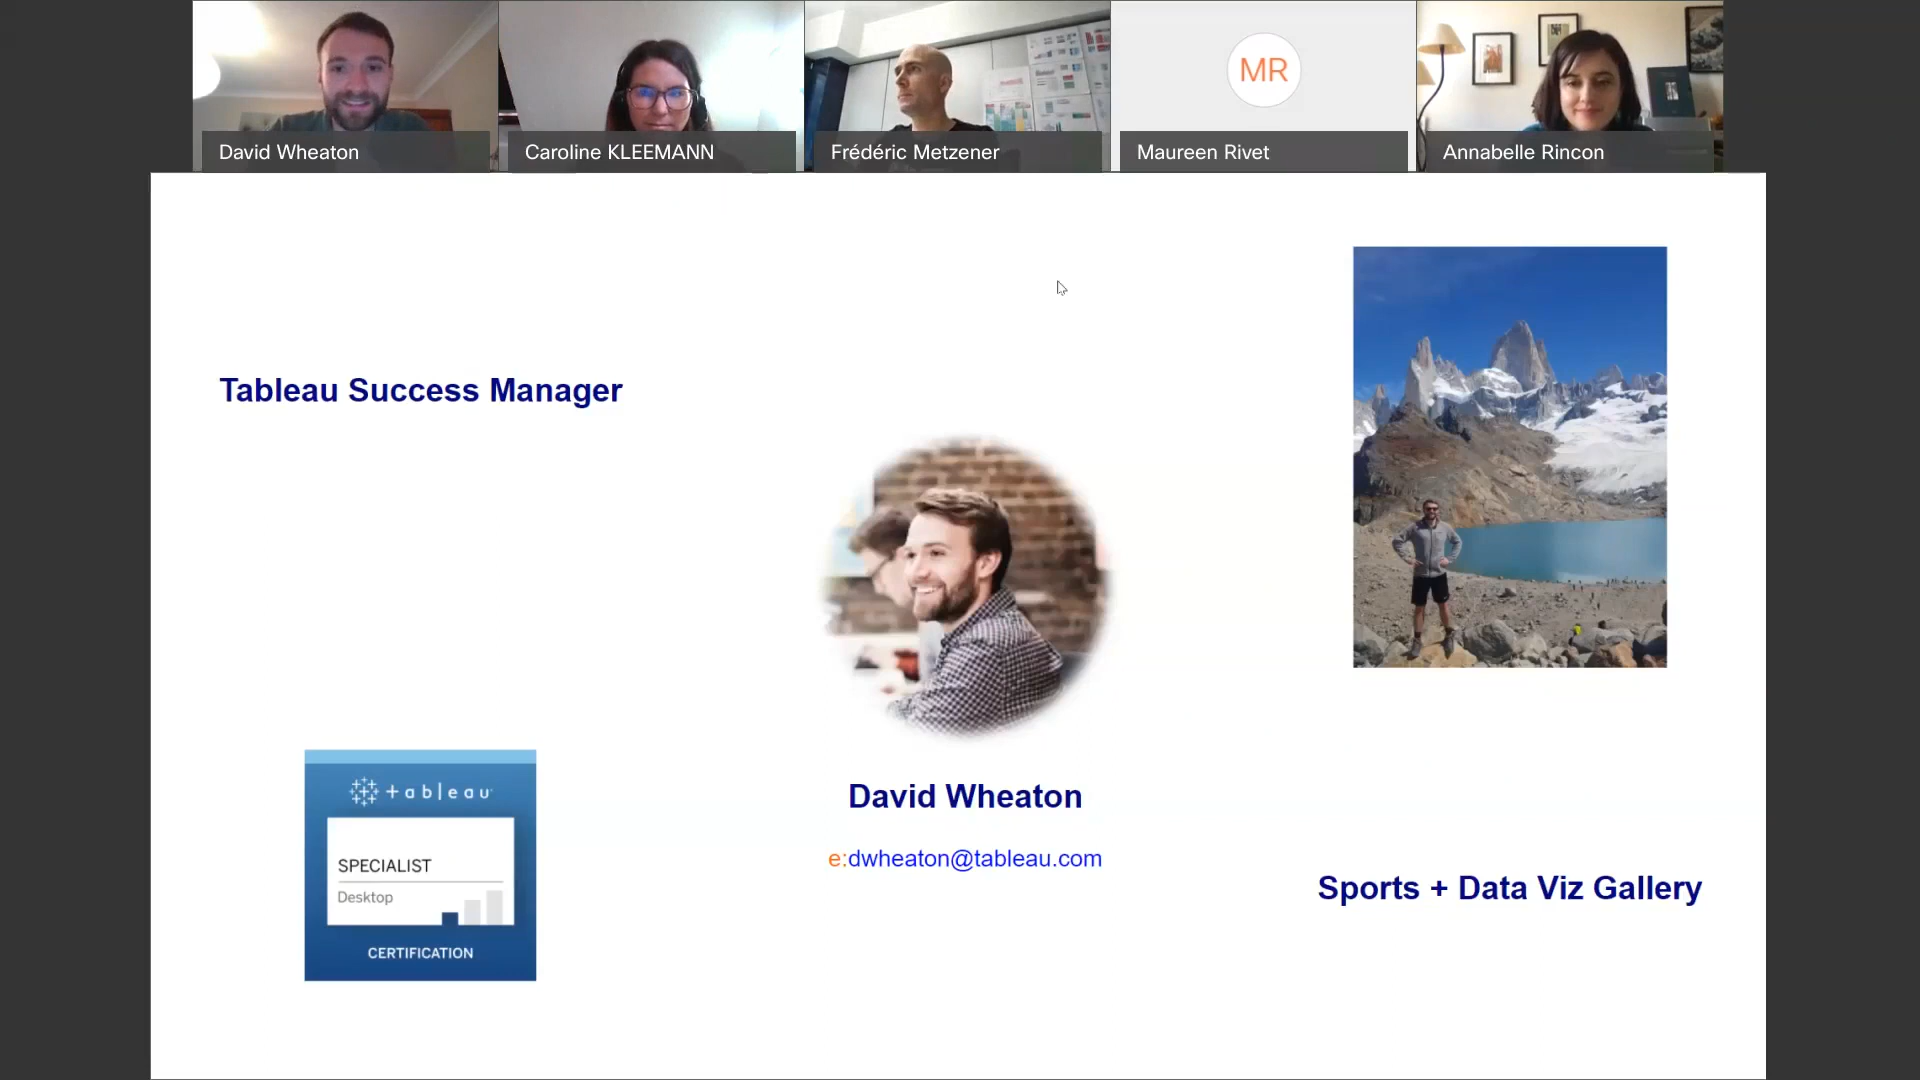 David Wheaton
Caroline KLEEMANN
Frédéric Metzener
MR
Maureen Rivet
Annabelle Rincon
Tableau Success Manager
David Wheaton
e:dwheaton@tableau.com
+ableau
SPECIALIST
Desktop
CERTIFICATION
Sports + Data Viz Gallery